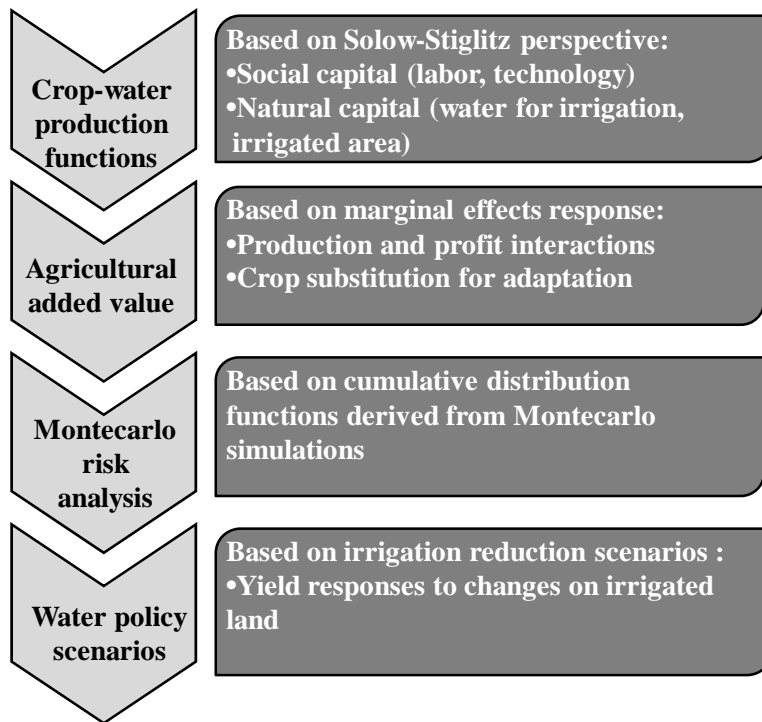 Crop-water
production
functions
Based on Solow-Stiglitz perspective:
•Social capital (labor, technology)
•Natural capital (water for irrigation,
irrigated area)
Agricultural
added value
Based on marginal effects response:
•Production and profit interactions
•Crop substitution for adaptation
Montecarlo
risk
analysis
Based on cumulative distribution
functions derived from Montecarlo
simulations
Water policy
scenarios
Based on irrigation reduction scenarios :
•Yield responses to changes on irrigated
land